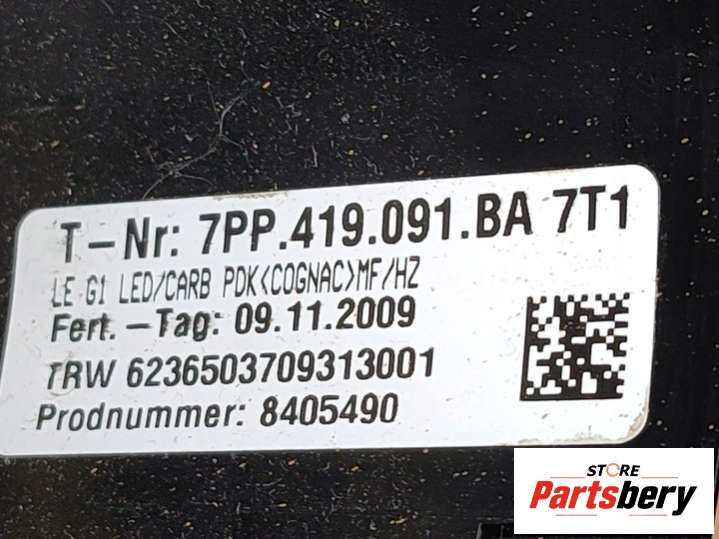 T-Nr: 7PP.419.091.BA 7T1
LE G1 LED/CARB PDK<COGNAC>MF/HZ
Fert. -Tag: 09.11.2009
TRW 6236503709313001
Prodnummer: 8405490
STORE
Partsbery